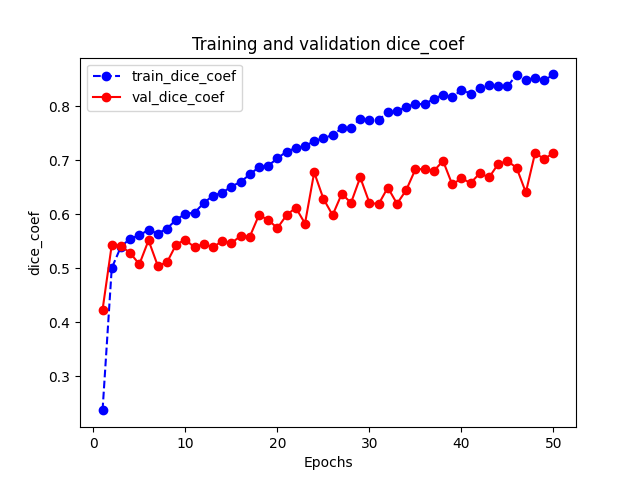 Training and validation dice_coef
train_dice_coef
val_dice_coef
dice_coef
0.8
0.7
0.6
0.5
0.4
0.3
0 10 20 30 40 50
Epochs